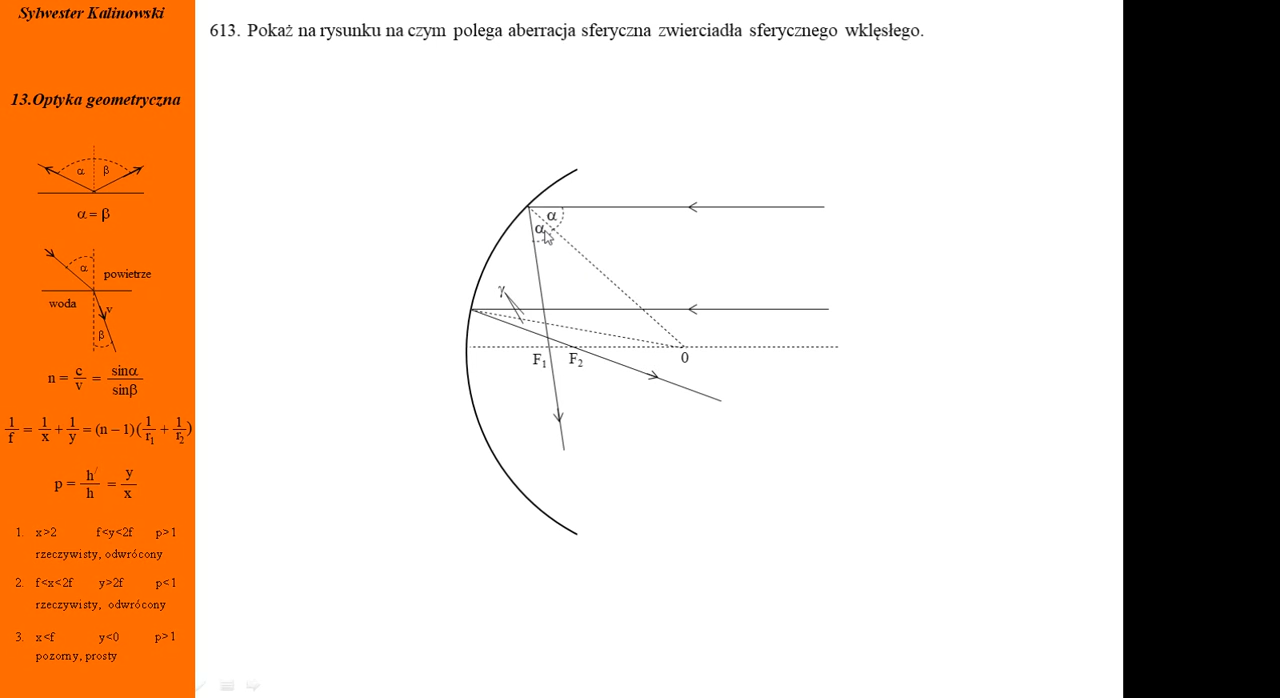 Sylwester Kalinowski
13.Optyka geometryczna
α β
α = β
α powietrze
woda v
β
n = c/v = sinα/sinβ
1/f = 1/x + 1/y = (n – 1)(1/r₁ + 1/r₂)
p = h′/h = y/x
1. x>2 f<y<2f p>1
rzeczywisty, odwrócony
2. f<x<2f y>2f p<1
rzeczywisty, odwrócony
3. x<f y<0 p>1
pozorny, prosty
613. Pokaż na rysunku na czym polega aberracja sferyczna zwierciadła sferycznego wklęsłego.
α
α
γ
F₁ F₂ 0